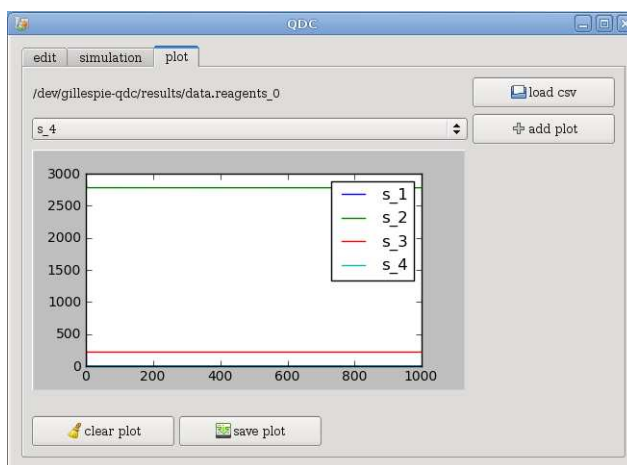 QDC
edit simulation plot
/dev/gillespie-qdc/results/data.reagents_0
load csv
s_4
add plot
3000
2500
2000
1500
1000
500
0
s_1
s_2
s_3
s_4
0 200 400 600 800 1000
clear plot save plot